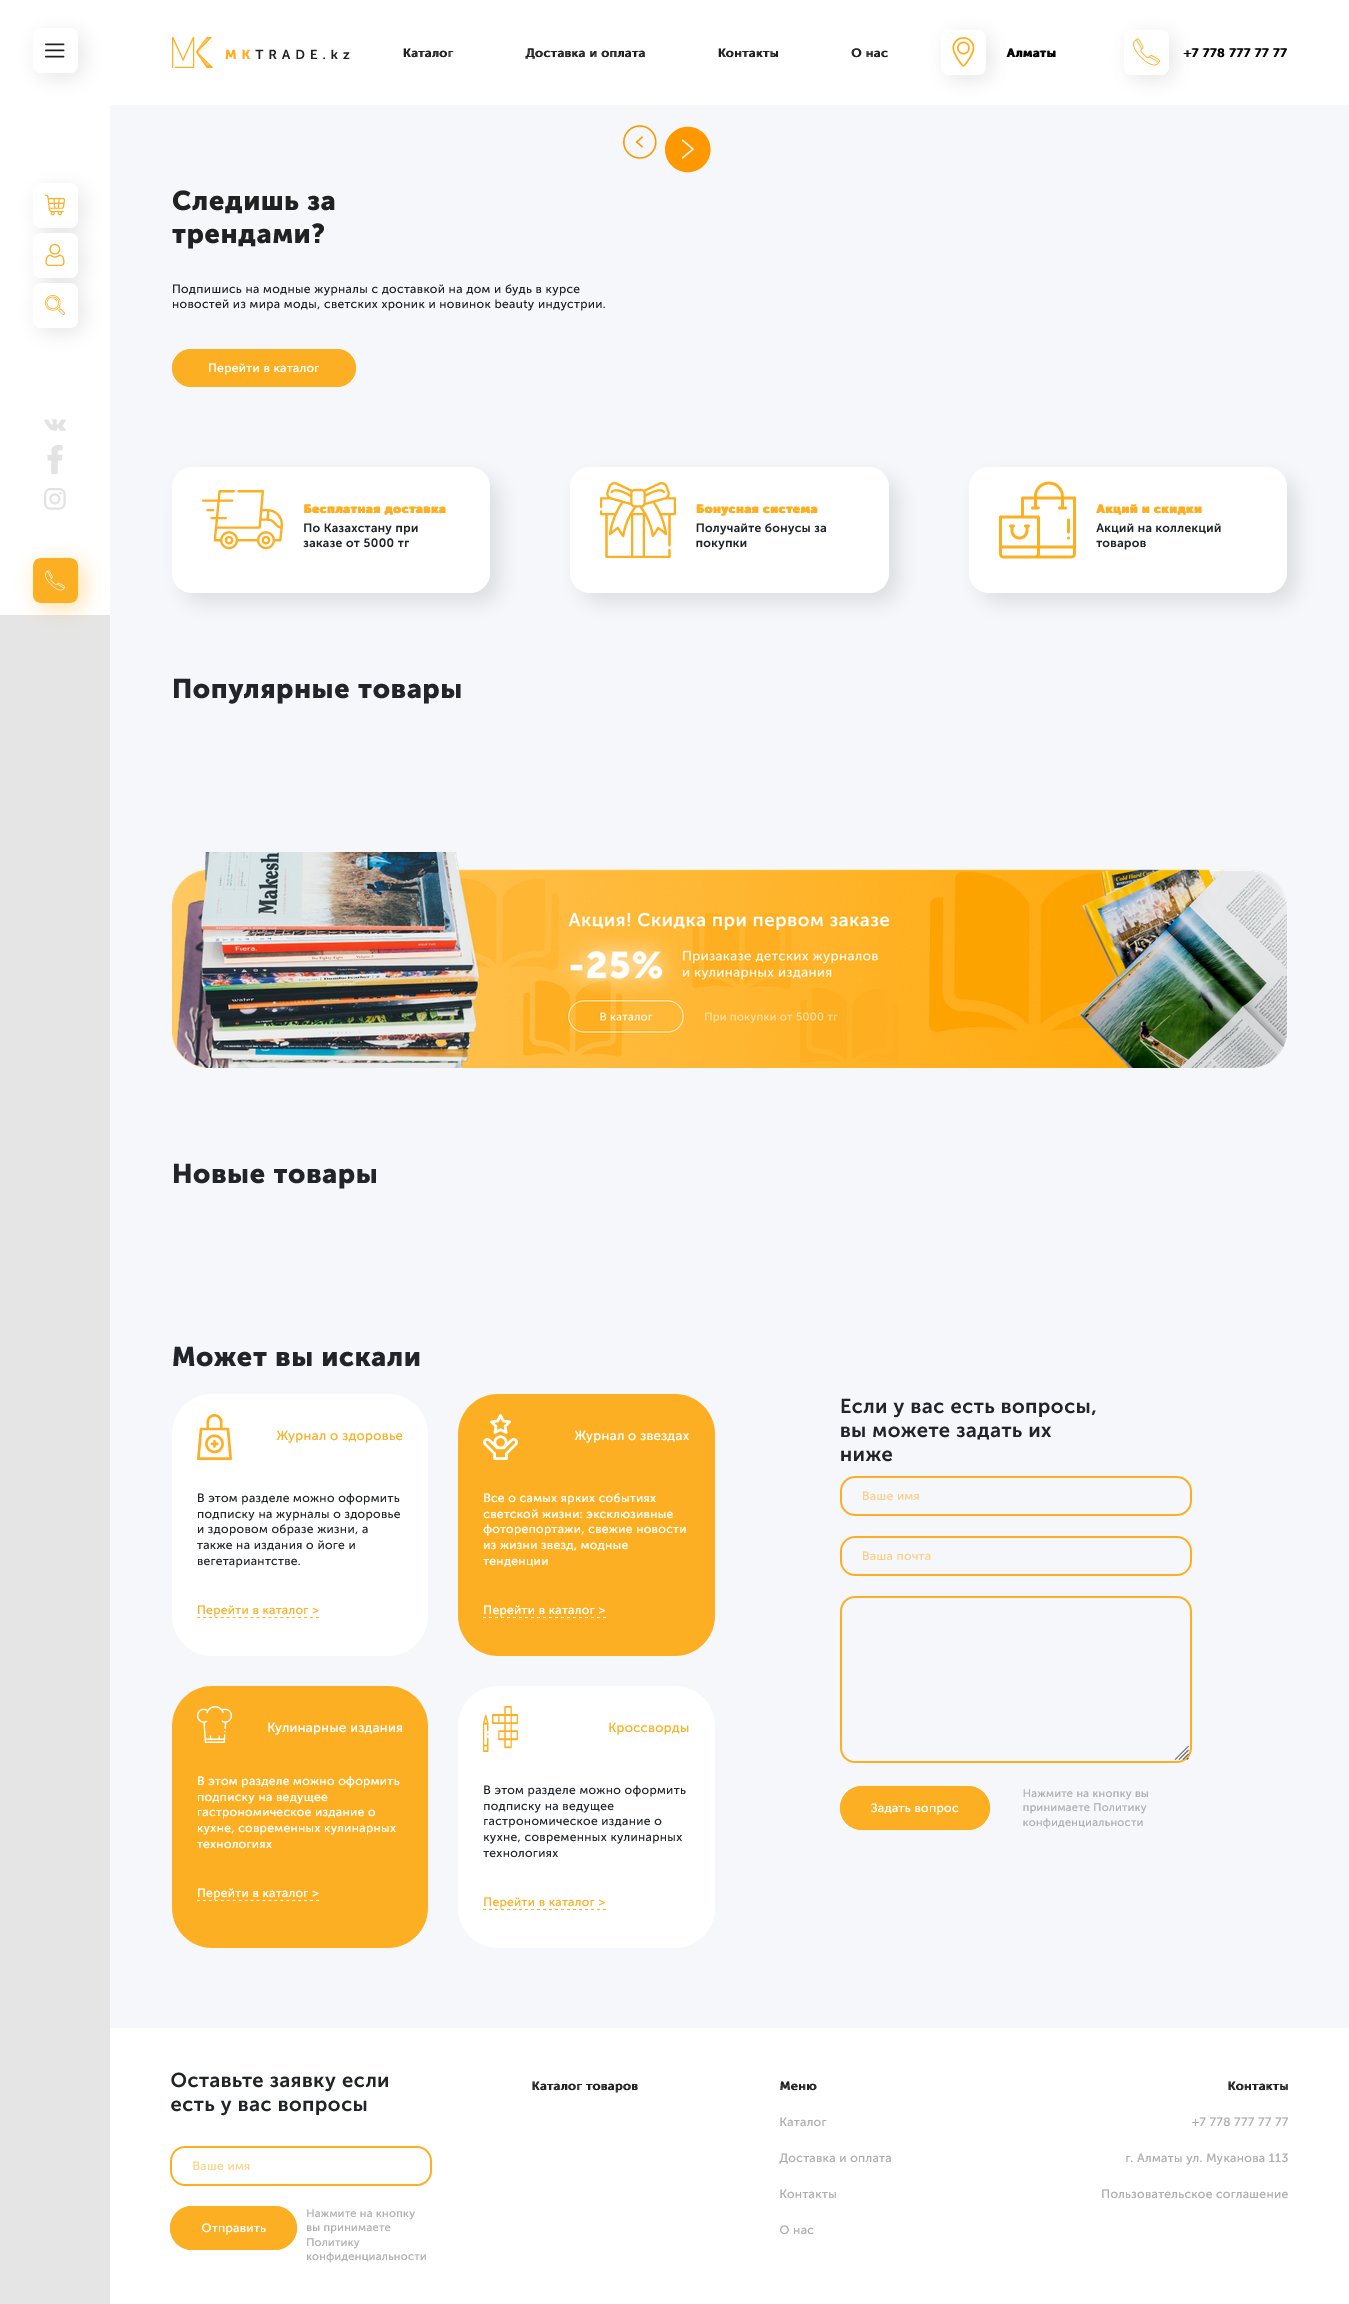 MKTRADE.kz
Каталог
Доставка и оплата
Контакты
О нас
Алматы
+7 778 777 77 77
Следишь за
трендами?
Подпишись на модные журналы с доставкой на дом и будь в курсе
новостей из мира моды, светских хроник и новинок beauty индустрии.
Перейти в каталог
Бесплатная доставка
По Казахстану при
заказе от 5000 тг
Бонусная система
Получайте бонусы за
покупки
Акций и скидки
Акций на коллекций
товаров
Популярные товары
Makesh
Fiera.
water
Акция! Скидка при первом заказе
-25%
Призаказе детских журналов
и кулинарных издания
В каталог
При покупки от 5000 тг
Новые товары
Может вы искали
Журнал о здоровье
В этом разделе можно оформить
подписку на журналы о здоровье
и здоровом образе жизни, а
также на издания о йоге и
вегетариантстве.
Перейти в каталог >
Журнал о звездах
Все о самых ярких событиях
светской жизни: эксклюзивные
фоторепортажи, свежие новости
из жизни звезд, модные
тенденции
Перейти в каталог >
Кулинарные издания
В этом разделе можно оформить
подписку на ведущее
гастрономическое издание о
кухне, современных кулинарных
технологиях
Перейти в каталог >
Кроссворды
В этом разделе можно оформить
подписку на ведущее
гастрономическое издание о
кухне, современных кулинарных
технологиях
Перейти в каталог >
Если у вас есть вопросы,
вы можете задать их
ниже
Ваше имя
Ваша почта
Задать вопрос
Нажмите на кнопку вы
принимаете Политику
конфиденциальности
Оставьте заявку если
есть у вас вопросы
Ваше имя
Отправить
Нажмите на кнопку
вы принимаете
Политику
конфиденциальности
Каталог товаров
Меню
Каталог
Доставка и оплата
Контакты
О нас
Контакты
+7 778 777 77 77
г. Алматы ул. Муканова 113
Пользовательское соглашение